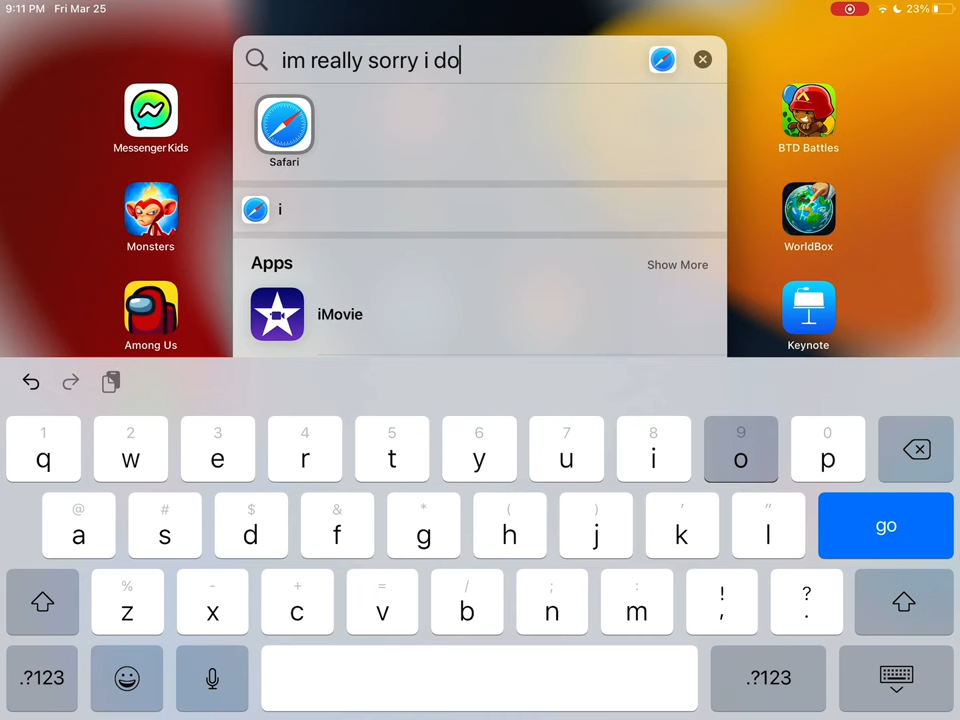 9:11 PM Fri Mar 25
23%
im really sorry i do
Messenger Kids
Safari
BTD Battles
i
Monsters
WorldBox
Apps
Show More
iMovie
Among Us
Keynote
1 2 3 4 5 6 7 8 9 0
q w e r t y u i o p
@ # $ & * ( ) ' "
a s d f g h j k l go
% - + = / ; : ! ?
z x c v b n m , .
.?123 .?123